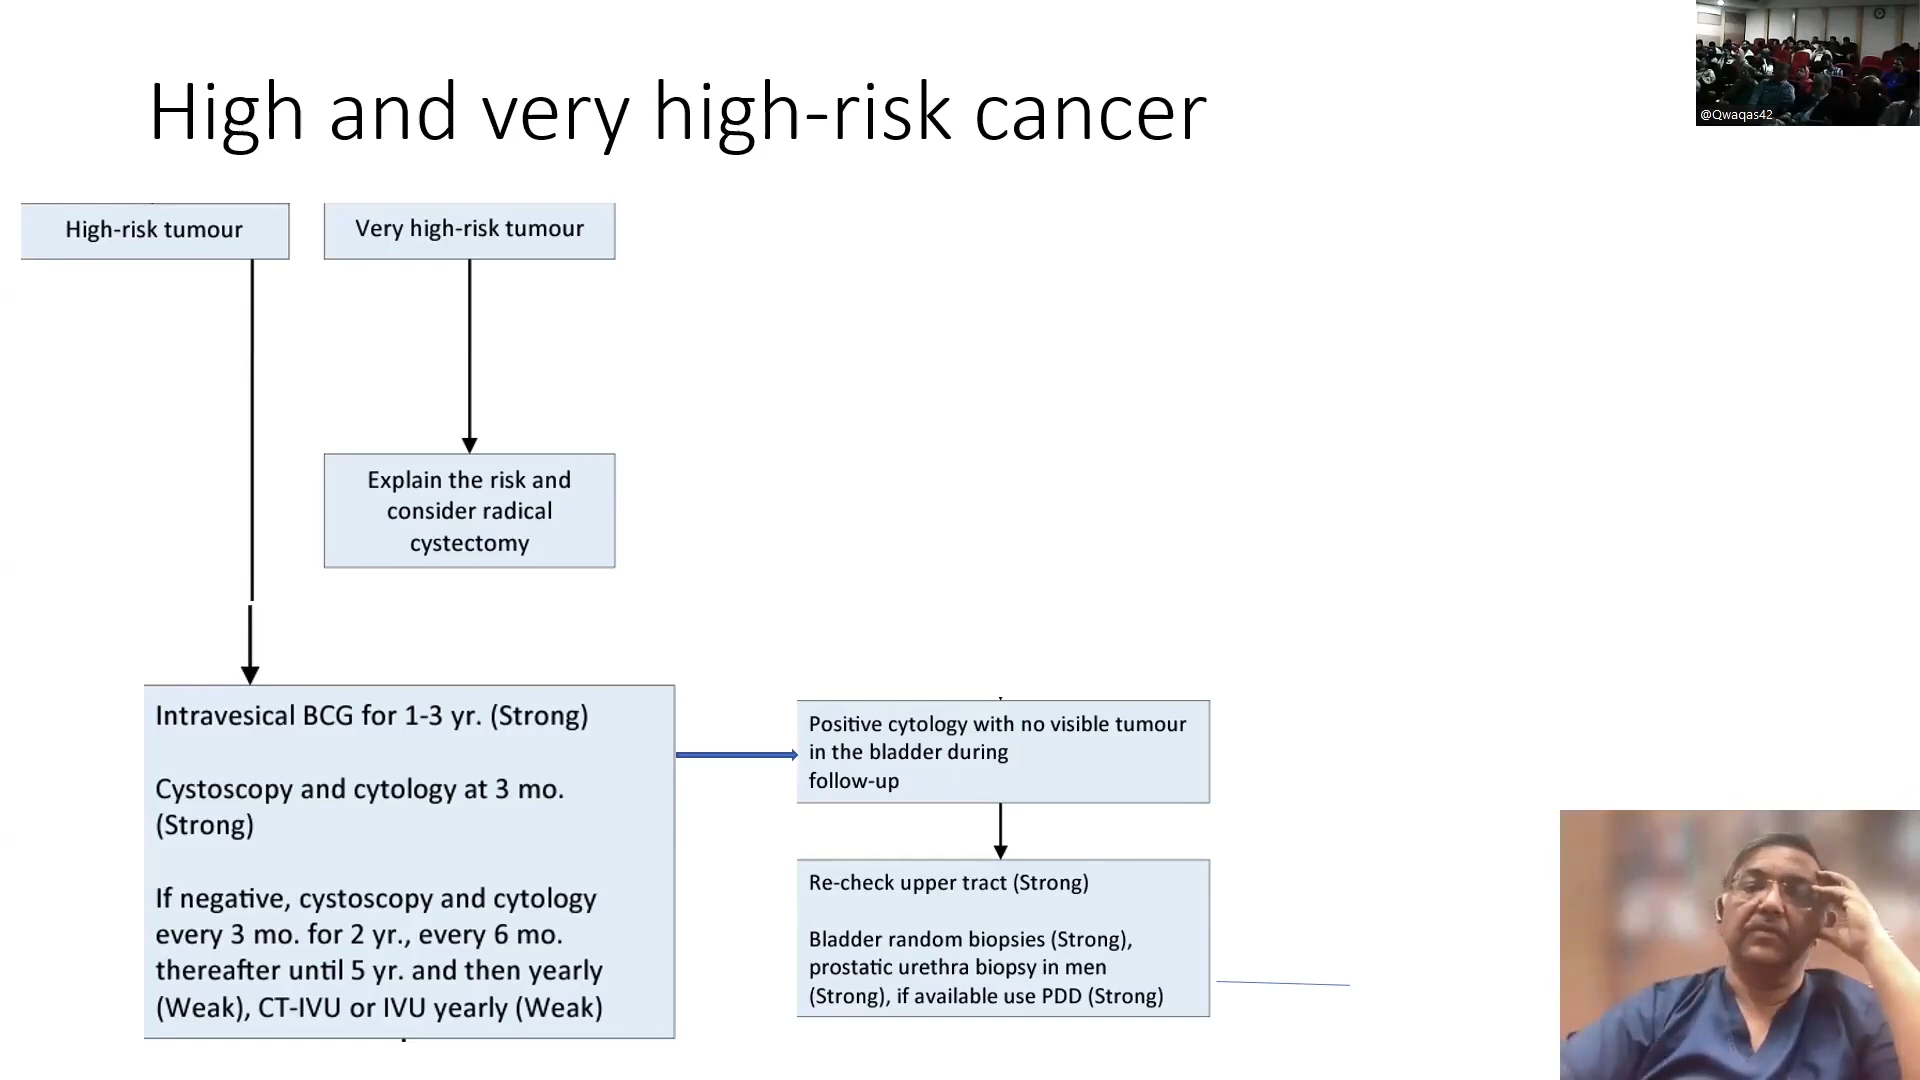 High and very high-risk cancer
@Qwaqas42
High-risk tumour
Very high-risk tumour
Explain the risk and
consider radical
cystectomy
Intravesical BCG for 1-3 yr. (Strong)
Cystoscopy and cytology at 3 mo.
(Strong)
If negative, cystoscopy and cytology
every 3 mo. for 2 yr., every 6 mo.
thereafter until 5 yr. and then yearly
(Weak), CT-IVU or IVU yearly (Weak)
Positive cytology with no visible tumour
in the bladder during
follow-up
Re-check upper tract (Strong)
Bladder random biopsies (Strong),
prostatic urethra biopsy in men
(Strong), if available use PDD (Strong)